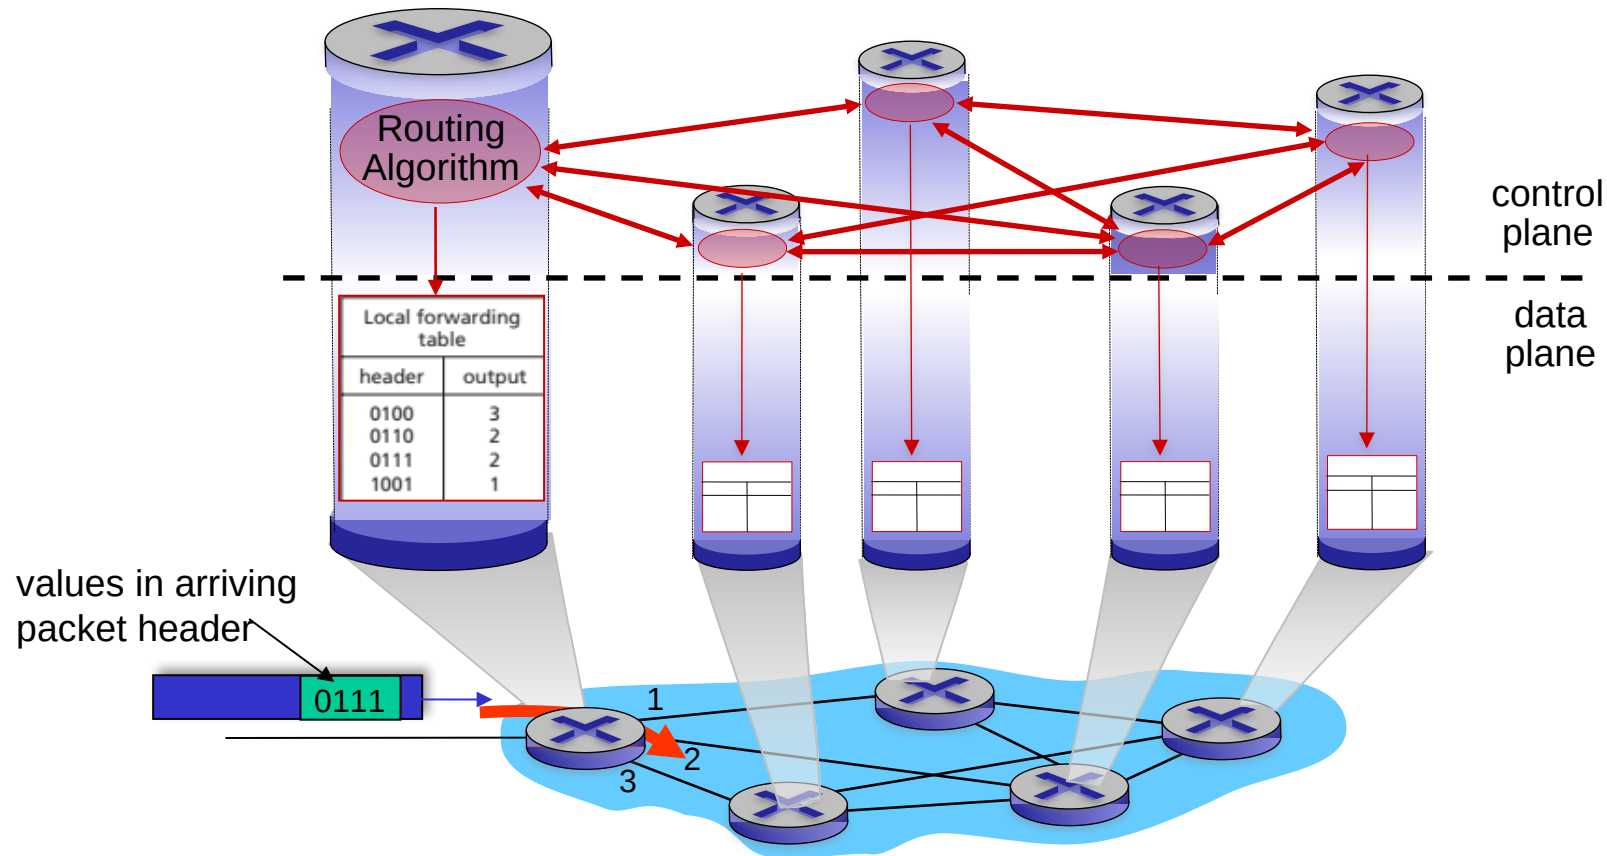 Routing
Algorithm
control
plane
data
plane
Local forwarding
table
header output
0100 3
0110 2
0111 2
1001 1
values in arriving
packet header
0111
1
2
3